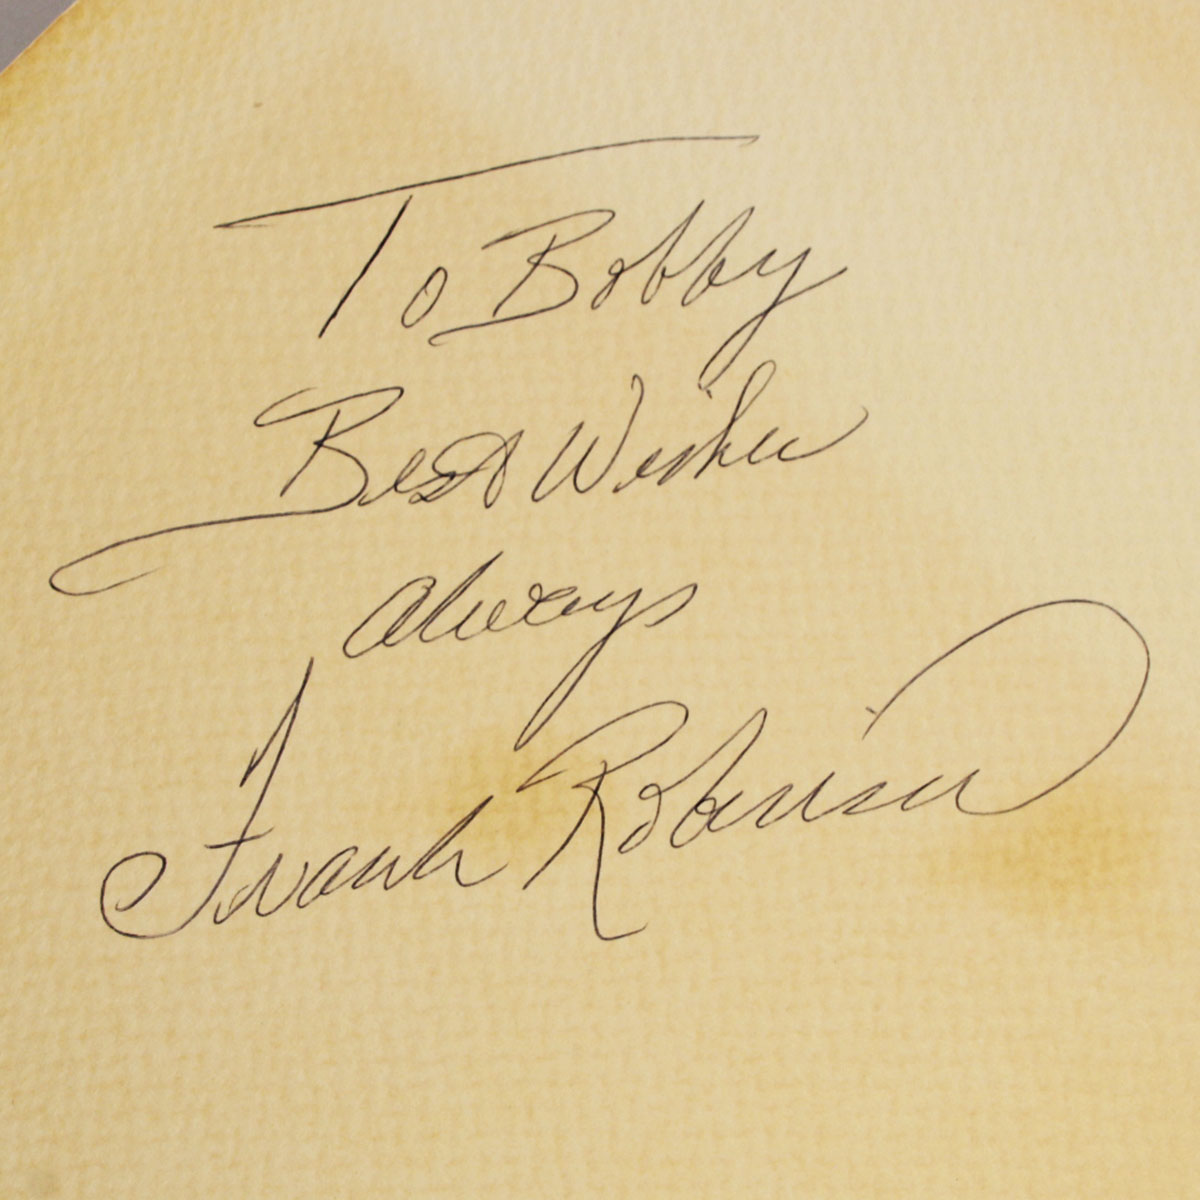 To Bobby
Best Wishes
always
Frank Robinson